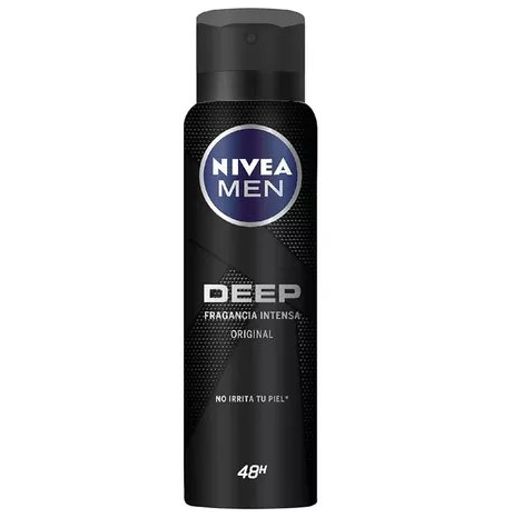 NIVEA
MEN
DEEP
FRAGANCIA INTENSA
ORIGINAL
NO IRRITA TU PIEL*
48H